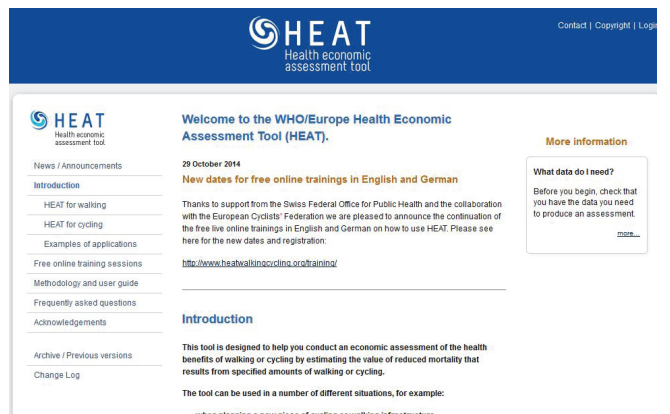 HEAT
Health economic
assessment tool
Contact | Copyright | Login
HEAT
Health economic
assessment tool
News / Announcements
Introduction
HEAT for walking
HEAT for cycling
Examples of applications
Free online training sessions
Methodology and user guide
Frequently asked questions
Acknowledgements
Archive / Previous versions
Change Log
Welcome to the WHO/Europe Health Economic
Assessment Tool (HEAT).
29 October 2014
New dates for free online trainings in English and German
Thanks to support from the Swiss Federal Office for Public Health and the collaboration
with the European Cyclists' Federation we are pleased to announce the continuation of
the free live online trainings in English and German on how to use HEAT. Please see
here for the new dates and registration:
http://www.heatwalkingcycling.org/training/
Introduction
This tool is designed to help you conduct an economic assessment of the health
benefits of walking or cycling by estimating the value of reduced mortality that
results from specified amounts of walking or cycling.
The tool can be used in a number of different situations, for example:
More information
What data do I need?
Before you begin, check that
you have the data you need
to produce an assessment.
more...